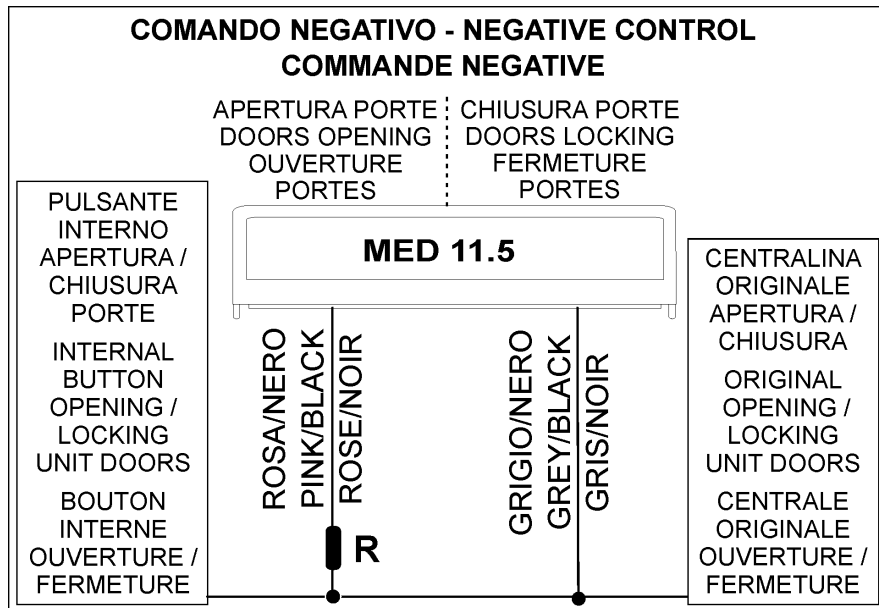 COMANDO NEGATIVO - NEGATIVE CONTROL
COMMANDE NEGATIVE
APERTURA PORTE
DOORS OPENING
OUVERTURE
PORTES
CHIUSURA PORTE
DOORS LOCKING
FERMETURE
PORTES
PULSANTE
INTERNO
APERTURA /
CHIUSURA
PORTE
INTERNAL
BUTTON
OPENING /
LOCKING
UNIT DOORS
BOUTON
INTERNE
OUVERTURE /
FERMETURE
MED 11.5
ROSA/NERO
PINK/BLACK
ROSE/NOIR
R
GRIGIO/NERO
GREY/BLACK
GRIS/NOIR
CENTRALINA
ORIGINALE
APERTURA /
CHIUSURA
ORIGINAL
OPENING /
LOCKING
UNIT DOORS
CENTRALE
ORIGINALE
OUVERTURE /
FERMETURE